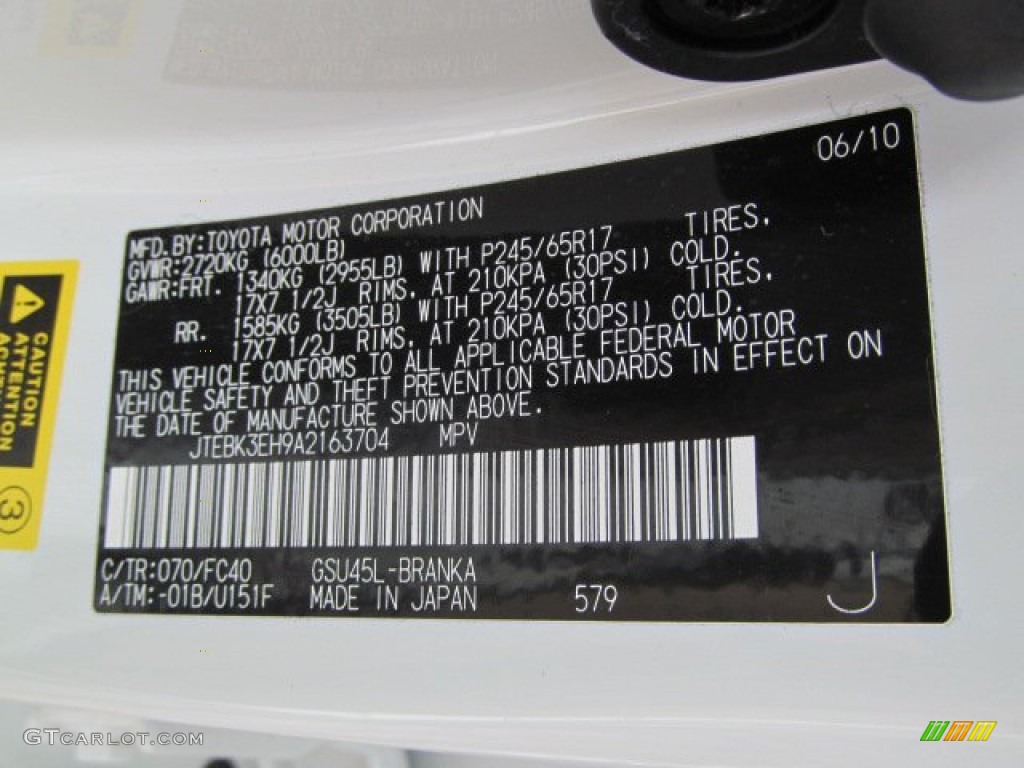 06/10
MFD.BY:TOYOTA MOTOR CORPORATION
GVWR:2720KG (6000LB)
GAWR:FRT. 1340KG (2955LB) WITH P245/65R17 TIRES,
17X7 1/2J RIMS, AT 210KPA (30PSI) COLD.
RR. 1585KG (3505LB) WITH P245/65R17 TIRES,
17X7 1/2J RIMS, AT 210KPA (30PSI) COLD.
THIS VEHICLE CONFORMS TO ALL APPLICABLE FEDERAL MOTOR
VEHICLE SAFETY AND THEFT PREVENTION STANDARDS IN EFFECT ON
THE DATE OF MANUFACTURE SHOWN ABOVE.
JTEBK3EH9A2163704 MPV
C/TR:070/FC40 GSU45L-BRANKA
A/TM:-01B/U151F MADE IN JAPAN 579 J
CAUTION
ATTENTION
3
GTCARLOT.COM